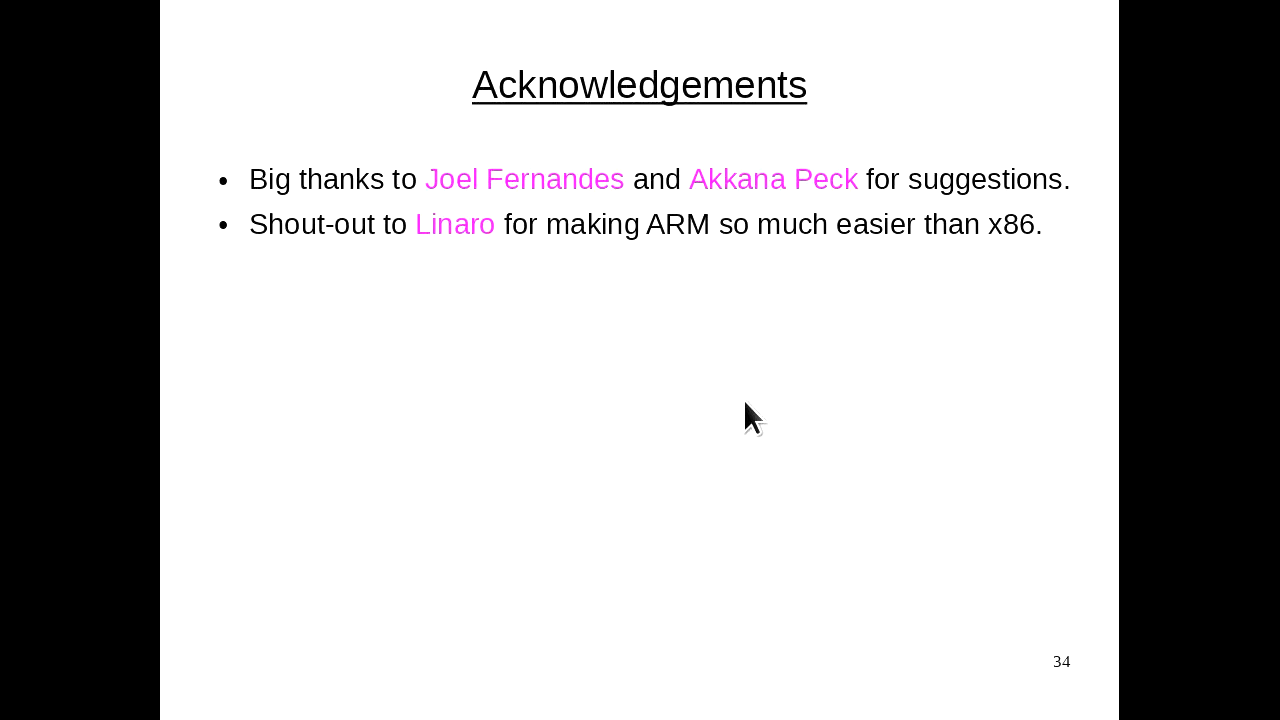 Acknowledgements
• Big thanks to Joel Fernandes and Akkana Peck for suggestions.
• Shout-out to Linaro for making ARM so much easier than x86.
34